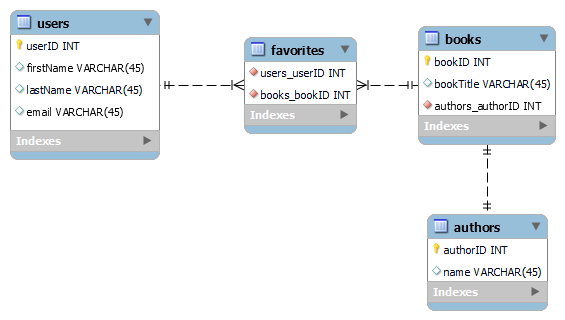 users
userID INT
firstName VARCHAR(45)
lastName VARCHAR(45)
email VARCHAR(45)
Indexes
favorites
users_userID INT
books_bookID INT
Indexes
books
bookID INT
bookTitle VARCHAR(45)
authors_authorID INT
Indexes
authors
authorID INT
name VARCHAR(45)
Indexes